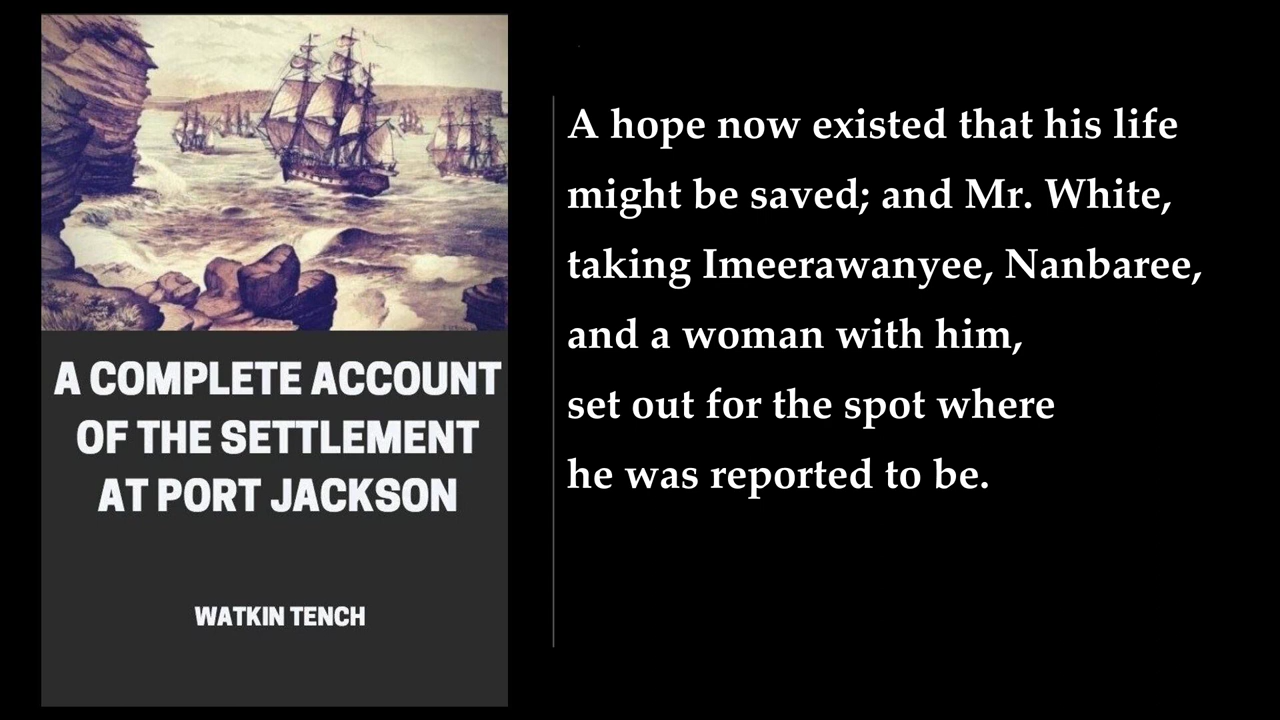 A COMPLETE ACCOUNT
OF THE SETTLEMENT
AT PORT JACKSON
WATKIN TENCH
A hope now existed that his life
might be saved; and Mr. White,
taking Imeerawanyee, Nanbaree,
and a woman with him,
set out for the spot where
he was reported to be.